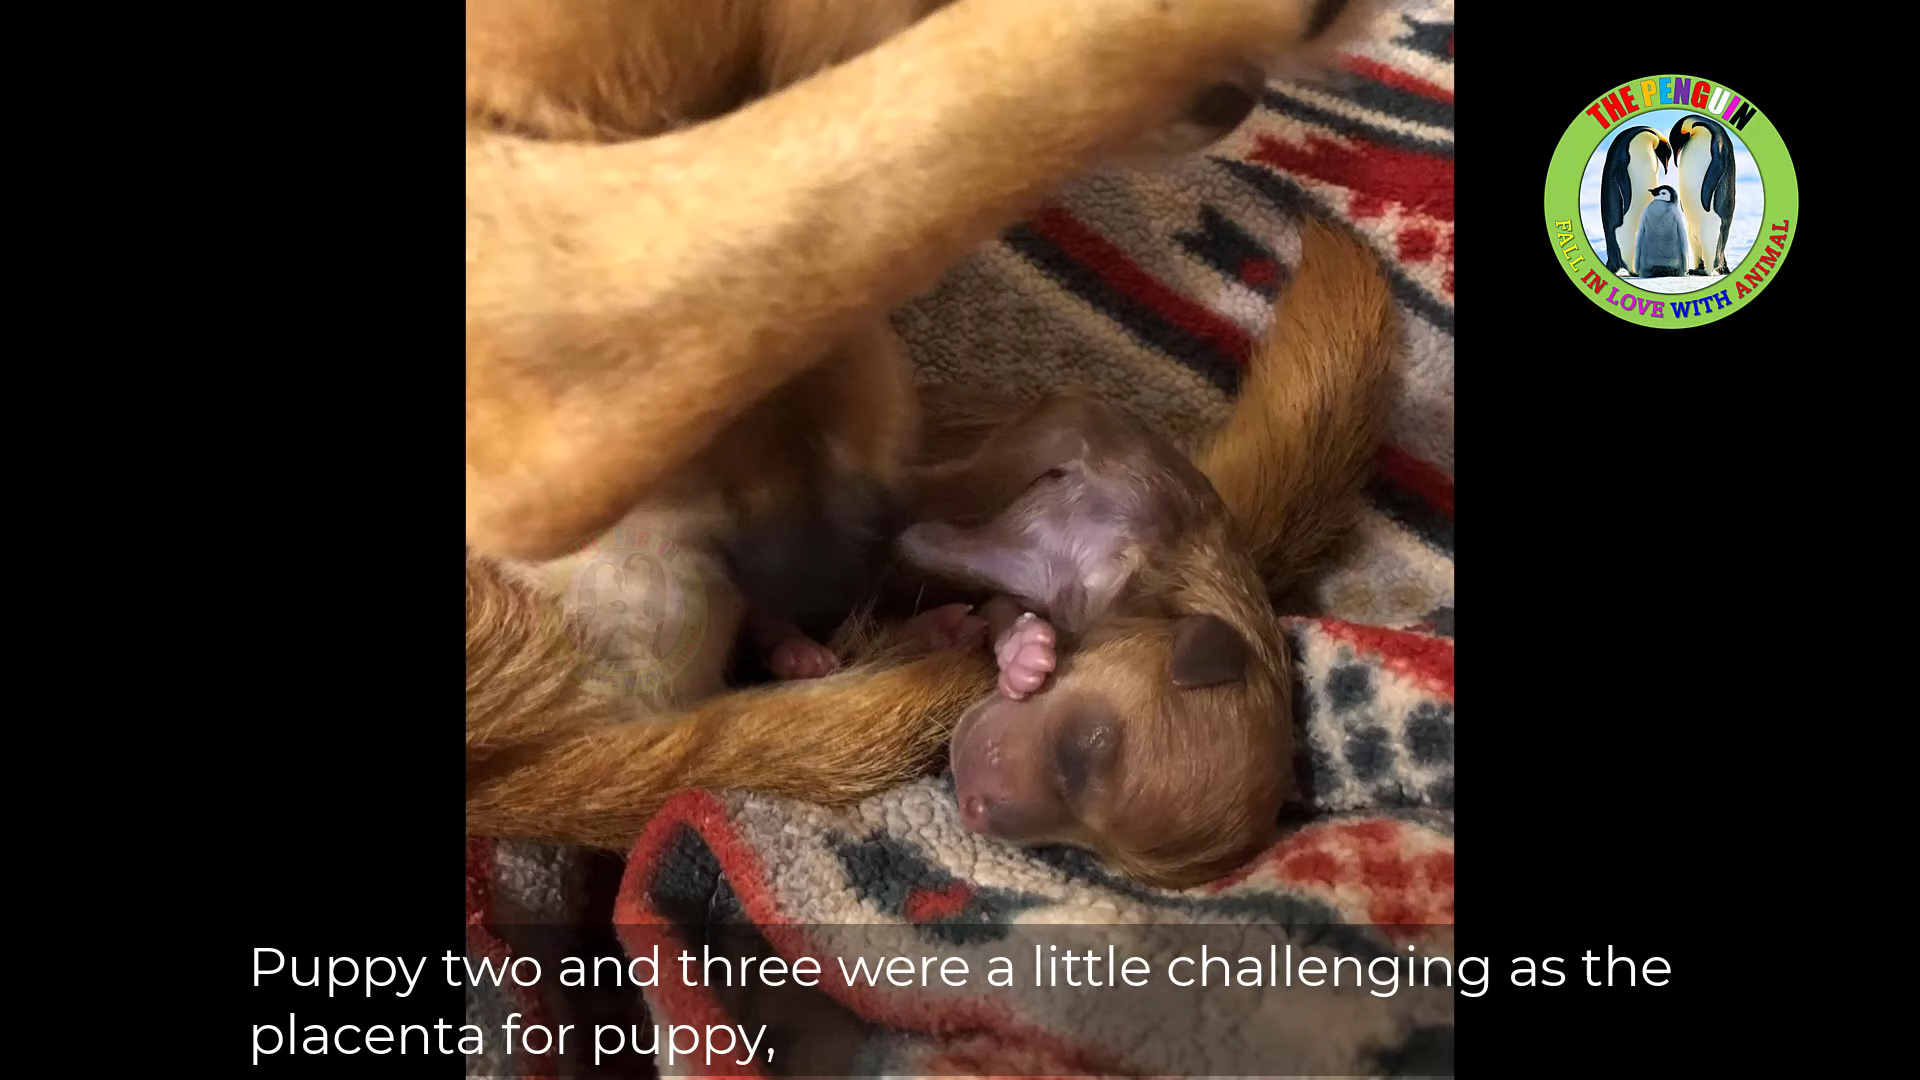 THE PENGUIN
FALL IN LOVE WITH ANIMAL
Puppy two and three were a little challenging as the
placenta for puppy,